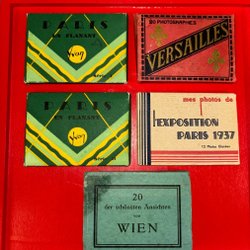 PARIS
EN FLANANT
Yvon
20 PHOTOGRAPHIES
VERSAILLES
PARIS
EN FLANANT
Yvon
mes photos de
l'EXPOSITION
PARIS 1937
20
der schönsten Ansichten
von
WIEN